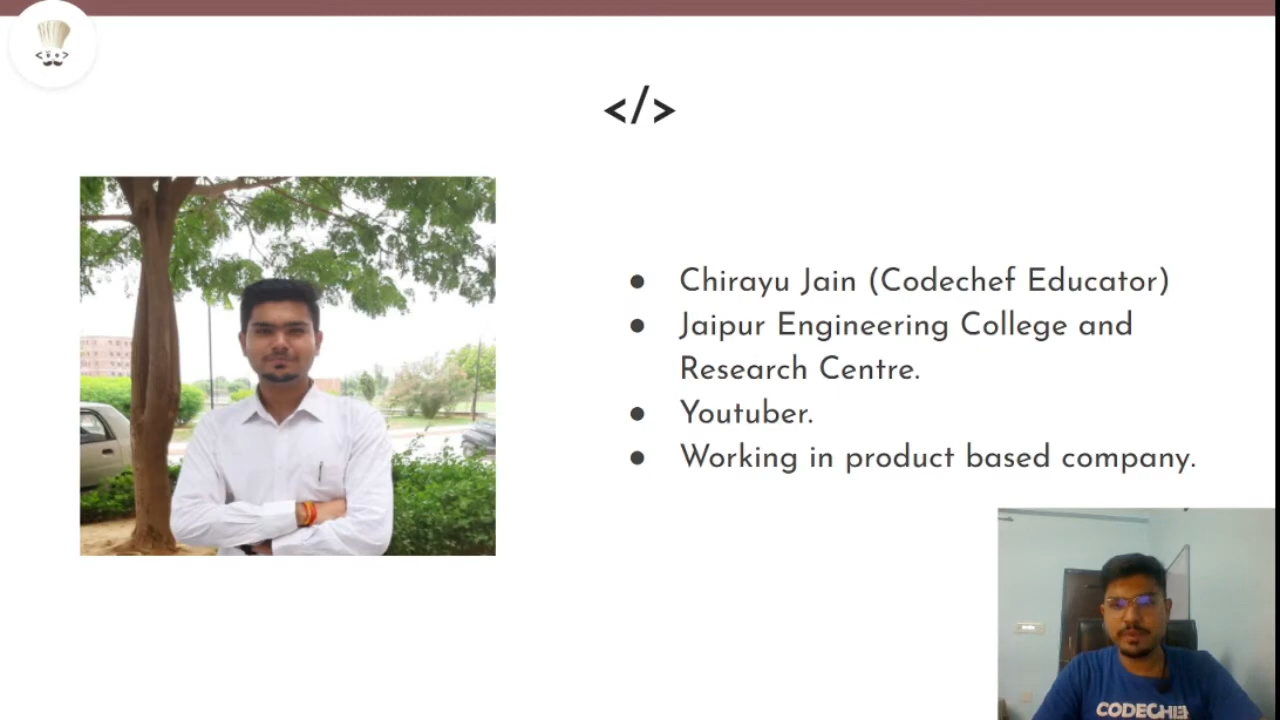 </>
Chirayu Jain (Codechef Educator)
Jaipur Engineering College and
Research Centre.
Youtuber.
Working in product based company.
CODECHEF